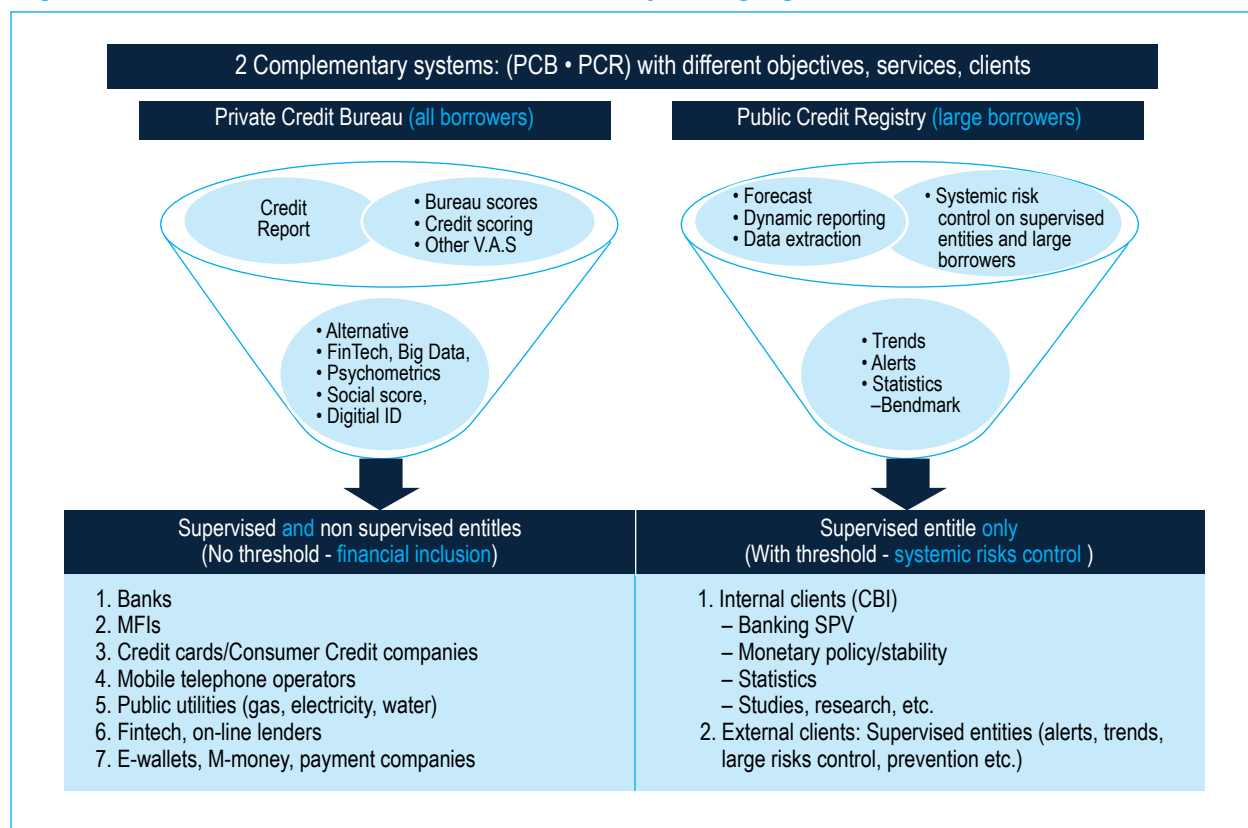 2 Complementary systems: (PCB • PCR) with different objectives, services, clients
Private Credit Bureau (all borrowers)
Credit
Report
• Bureau scores
• Credit scoring
• Other V.A.S
• Alternative
• FinTech, Big Data,
• Psychometrics
• Social score,
• Digitial ID
Public Credit Registry (large borrowers)
• Forecast
• Dynamic reporting
• Data extraction
• Systemic risk
control on supervised
entities and large
borrowers
• Trends
• Alerts
• Statistics
–Bendmark
Supervised and non supervised entitles
(No threshold - financial inclusion)
1. Banks
2. MFIs
3. Credit cards/Consumer Credit companies
4. Mobile telephone operators
5. Public utilities (gas, electricity, water)
6. Fintech, on-line lenders
7. E-wallets, M-money, payment companies
Supervised entitle only
(With threshold - systemic risks control )
1. Internal clients (CBI)
– Banking SPV
– Monetary policy/stability
– Statistics
– Studies, research, etc.
2. External clients: Supervised entities (alerts, trends,
large risks control, prevention etc.)